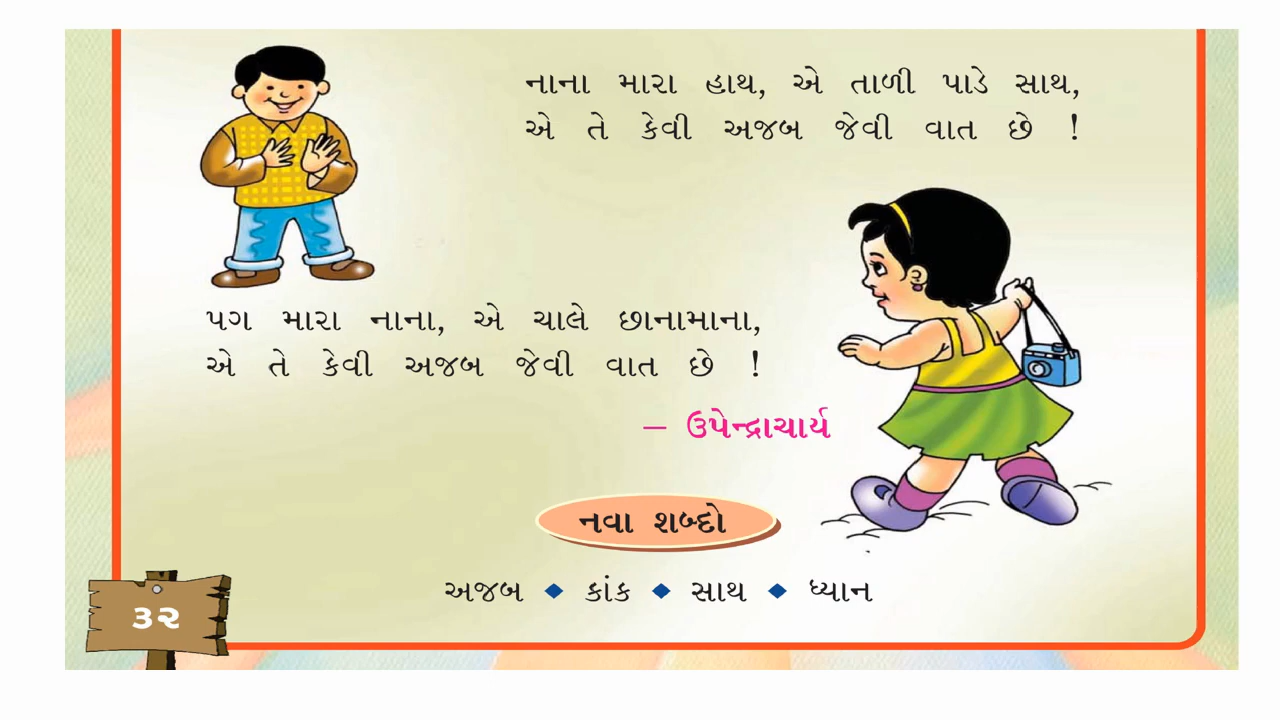 નાના મારા હાથ, એ તાળી પાડે સાથ,
એ તે કેવી અજબ જેવી વાત છે !
પગ મારા નાના, એ ચાલે છાનામાના,
એ તે કેવી અજબ જેવી વાત છે !
– ઉપેન્દ્રાચાર્ય
નવા શબ્દો
અજબ ◆ કાંક ◆ સાથ ◆ ધ્યાન
૩૨